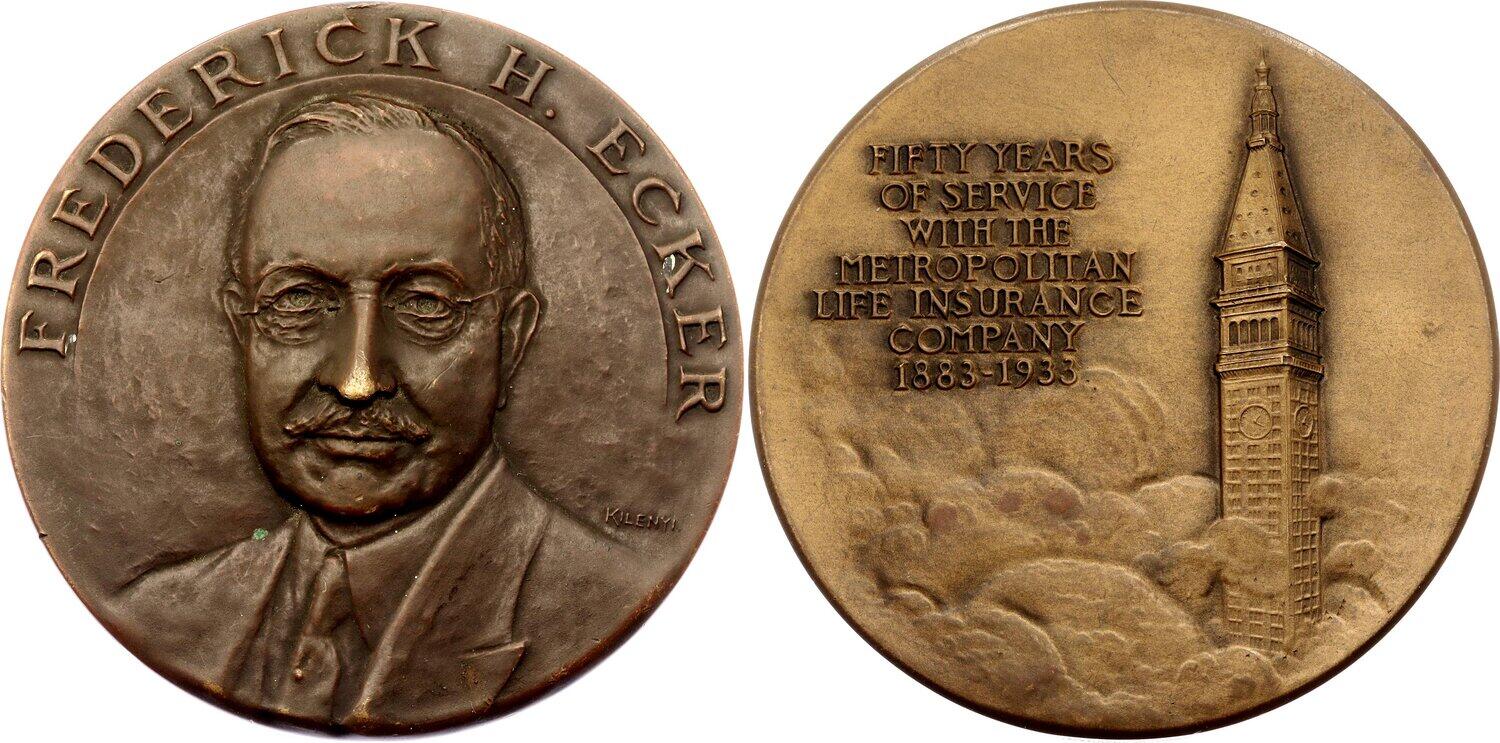 FREDERICK H. ECKER
KILENYI
FIFTY YEARS
OF SERVICE
WITH THE
METROPOLITAN
LIFE INSURANCE
COMPANY
1883-1933